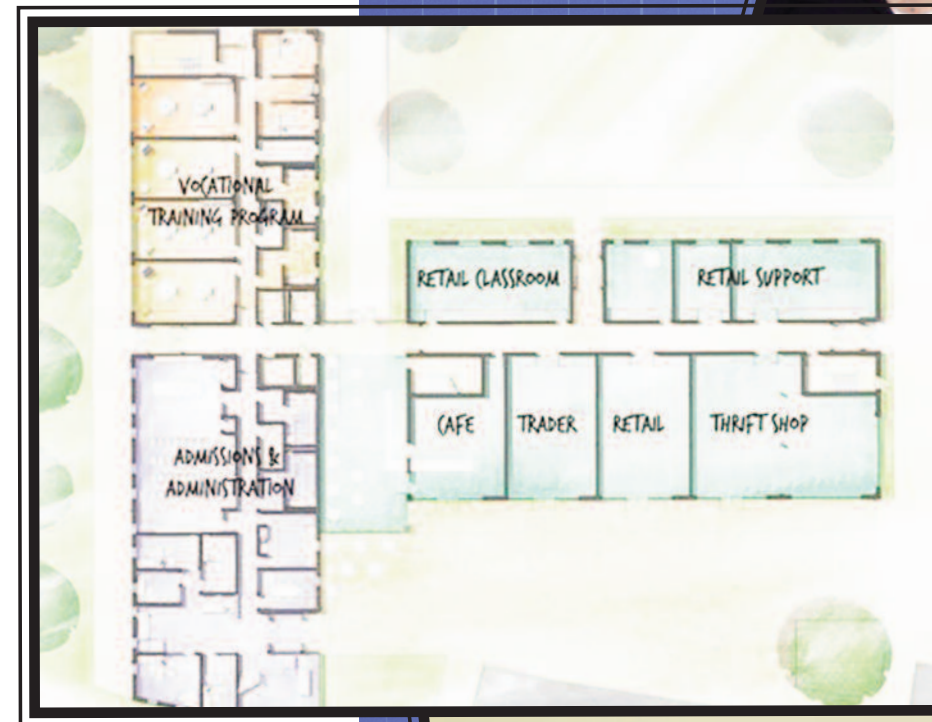 VOCATIONAL
TRAINING PROGRAM
RETAIL CLASSROOM
RETAIL SUPPORT
CAFE
TRADER
RETAIL
THRIFT SHOP
ADMISSIONS &
ADMINISTRATION